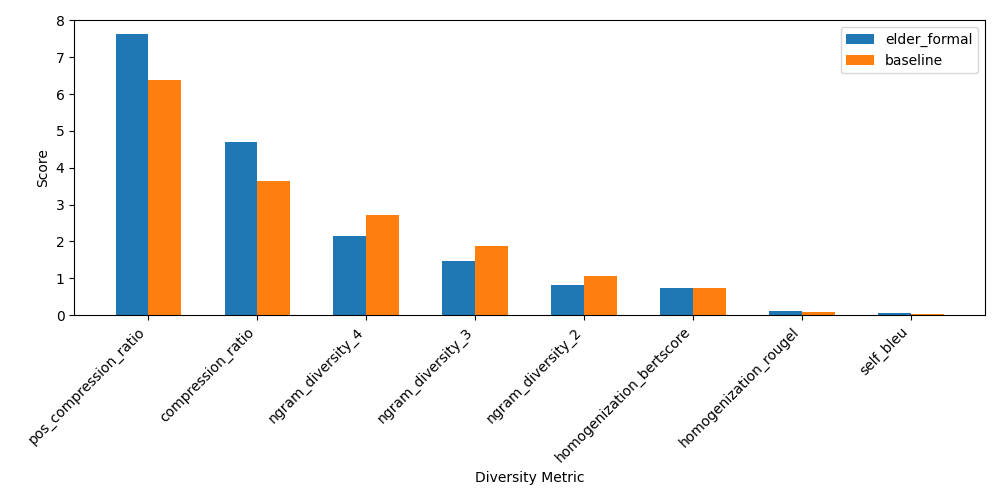 8
7
6
5
4
3
2
1
0
Score
elder_formal
baseline
pos_compression_ratio
compression_ratio
ngram_diversity_4
ngram_diversity_3
ngram_diversity_2
homogenization_bertscore
homogenization_rougel
self_bleu
Diversity Metric